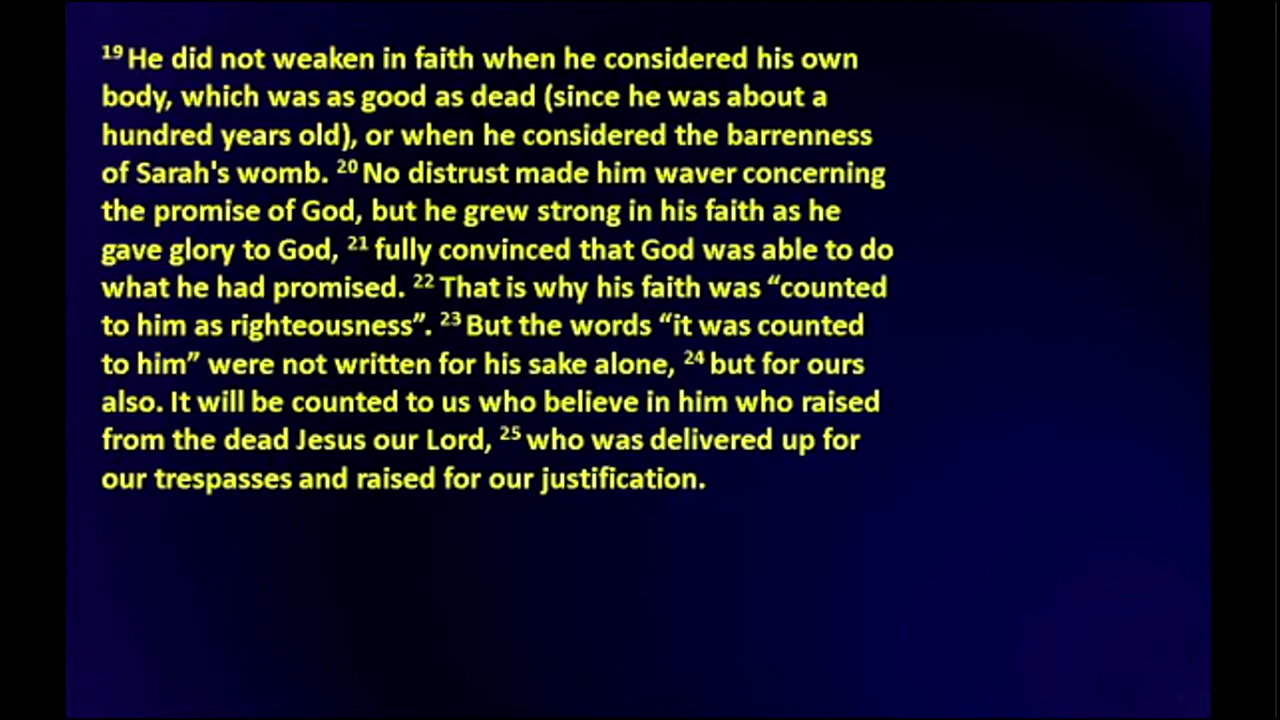 19 He did not weaken in faith when he considered his own
body, which was as good as dead (since he was about a
hundred years old), or when he considered the barrenness
of Sarah's womb. 20 No distrust made him waver concerning
the promise of God, but he grew strong in his faith as he
gave glory to God, 21 fully convinced that God was able to do
what he had promised. 22 That is why his faith was “counted
to him as righteousness”. 23 But the words “it was counted
to him” were not written for his sake alone, 24 but for ours
also. It will be counted to us who believe in him who raised
from the dead Jesus our Lord, 25 who was delivered up for
our trespasses and raised for our justification.